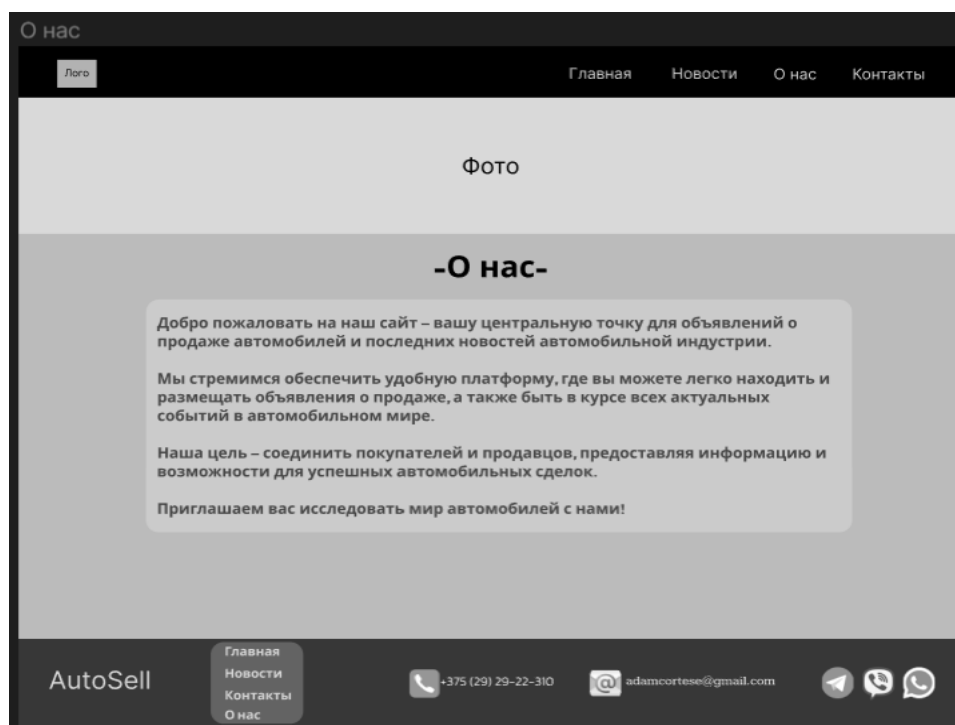 О нас
Лого
Главная Новости О нас Контакты
Фото
-О нас-
Добро пожаловать на наш сайт – вашу центральную точку для объявлений о
продаже автомобилей и последних новостей автомобильной индустрии.
Мы стремимся обеспечить удобную платформу, где вы можете легко находить и
размещать объявления о продаже, а также быть в курсе всех актуальных
событий в автомобильном мире.
Наша цель – соединить покупателей и продавцов, предоставляя информацию и
возможности для успешных автомобильных сделок.
Приглашаем вас исследовать мир автомобилей с нами!
AutoSell
Главная
Новости
Контакты
О нас
+375 (29) 29-22-310
@ adamcortese@gmail.com